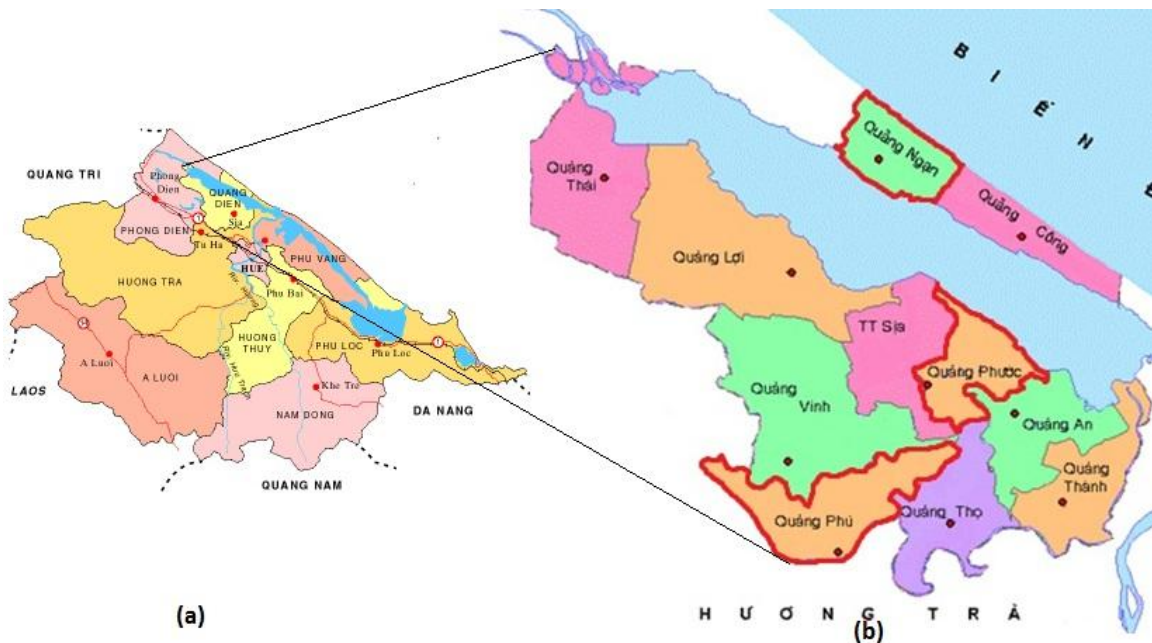 QUANG TRI
Phong
Dien
QUANG
DIEN
Sia
PHONG DIEN
1
Tu Ha
HUE
PHU VANG
HUONG TRA
Phu Bai
14
HUONG
THUY
PHU LOC
Phu Loc
1
A Luoi
A LUOI
Khe Tre
LAOS
NAM DONG
DA NANG
QUANG NAM
(a)
B I Ể N
Quảng Ngạn
Quảng
Thái
Quảng
Công
Quảng Lợi
TT Sịa
Quảng Phước
Quảng
Vinh
Quảng An
Quảng
Thành
Quảng Phú
Quảng Thọ
H Ư Ơ N G T R À
(b)